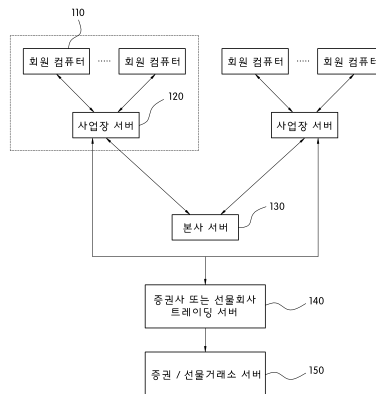 110
회원 컴퓨터 ..... 회원 컴퓨터 회원 컴퓨터 ..... 회원 컴퓨터
120
사업장 서버 사업장 서버
130
본사 서버
증권사 또는 선물회사
트레이딩 서버
140
증권 / 선물거래소 서버
150